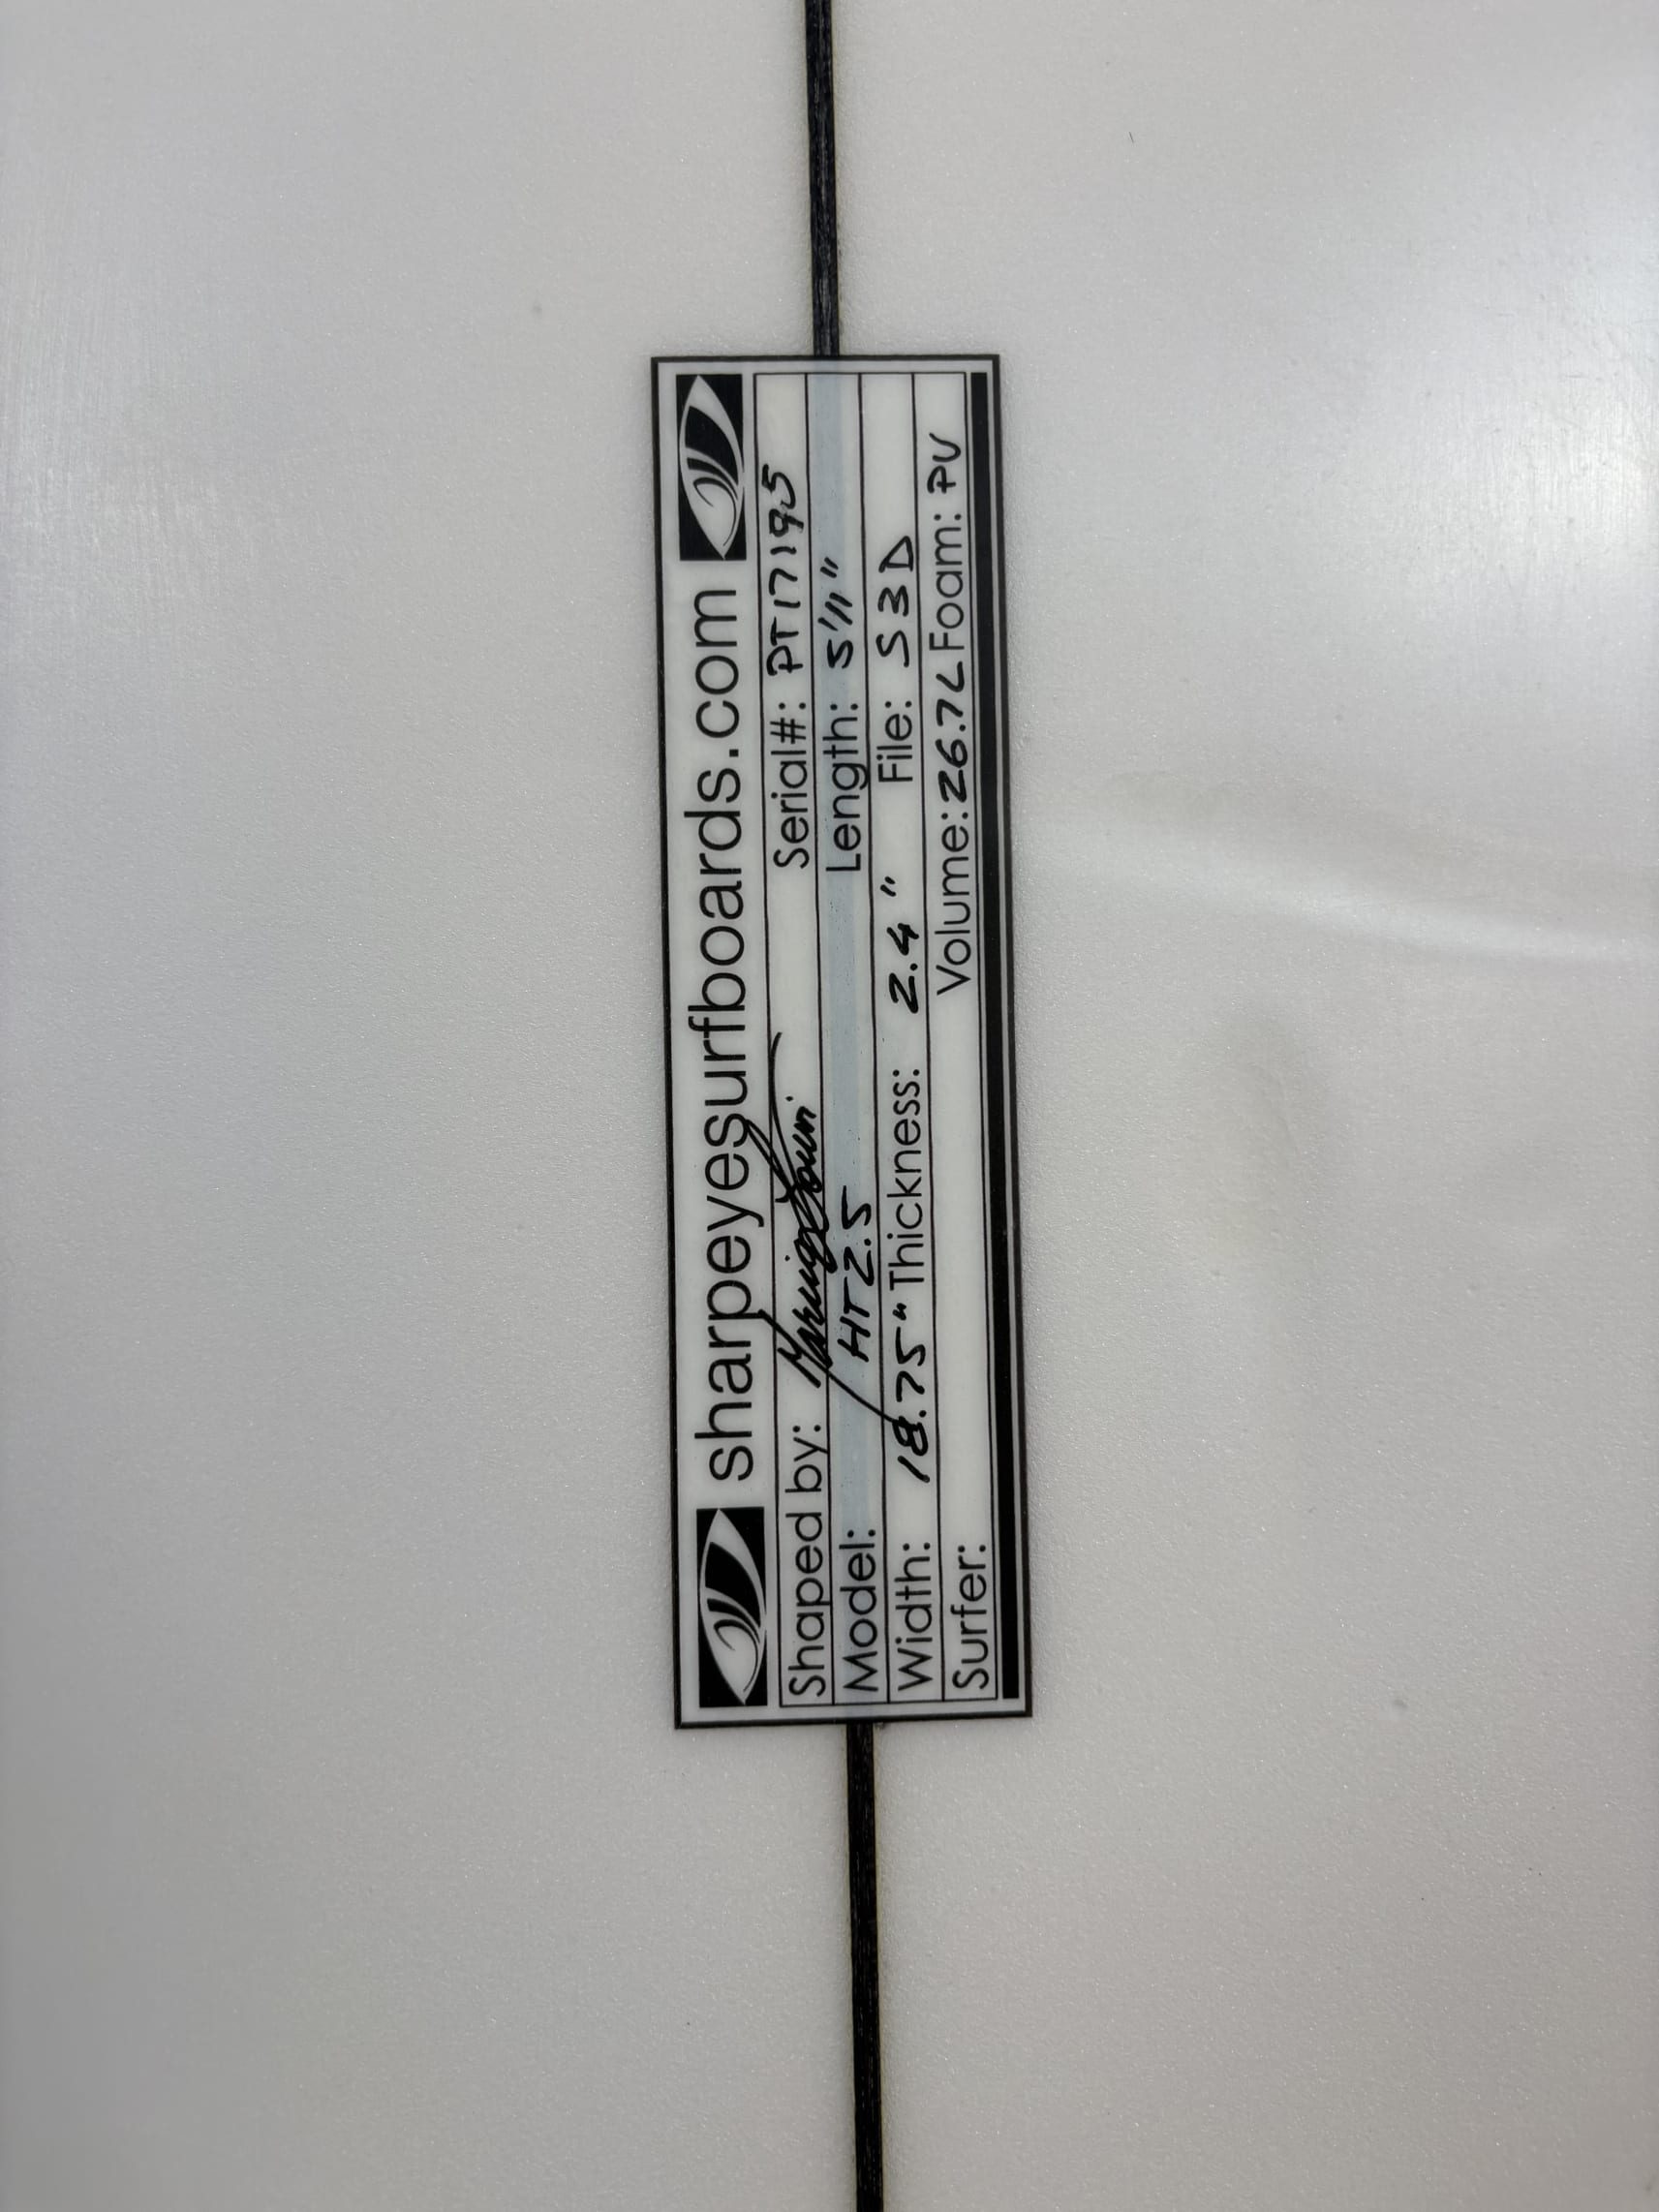 sharpeyesurfboards.com
Shaped by: Serial#: PT17195
Model: HT2.5 Length: 5'11"
Width: 18.75" Thickness: 2.4" File: S3D
Surfer: Volume: 26.7L Foam: PU